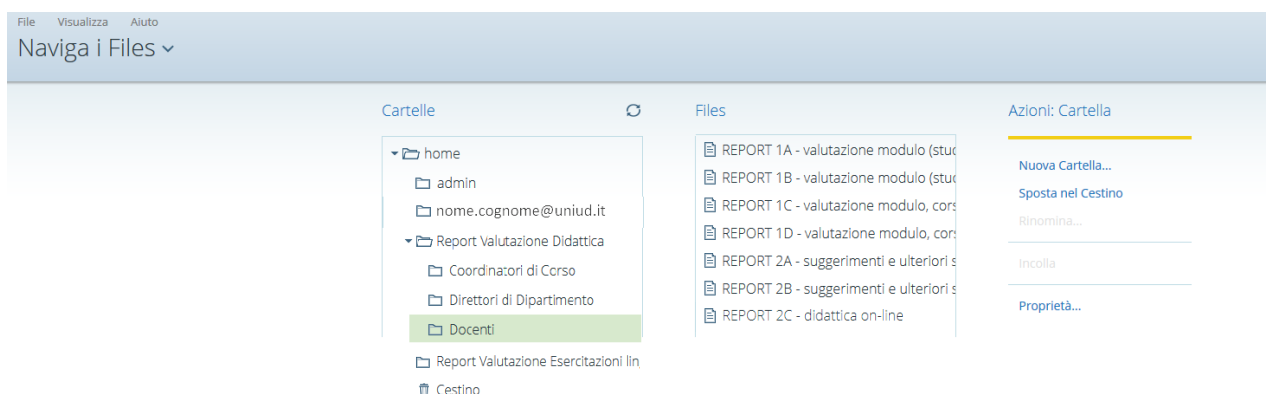 File Visualizza Aiuto
Naviga i Files
Cartelle
home
admin
nome.cognome@uniud.it
Report Valutazione Didattica
Coordinatori di Corso
Direttori di Dipartimento
Docenti
Report Valutazione Esercitazioni lin
Cestino
Files
REPORT 1A - valutazione modulo (stud
REPORT 1B - valutazione modulo (stud
REPORT 1C - valutazione modulo, cors
REPORT 1D - valutazione modulo, cors
REPORT 2A - suggerimenti e ulteriori s
REPORT 2B - suggerimenti e ulteriori s
REPORT 2C - didattica on-line
Azioni: Cartella
Nuova Cartella...
Sposta nel Cestino
Rinomina...
Incolla
Proprietà...